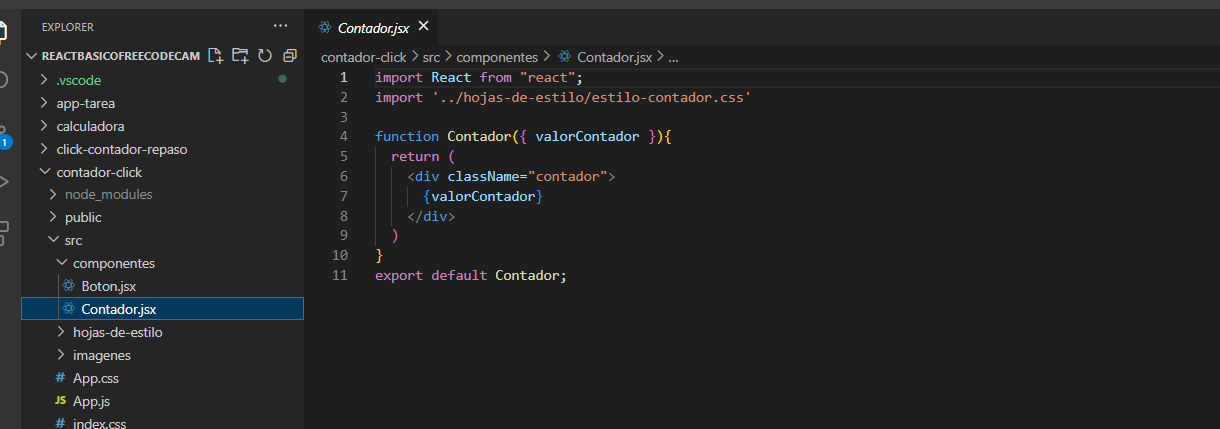 EXPLORER
···
Contador.jsx
REACTBASICOFREECODECAM
contador-click > src > componentes > Contador.jsx > ...
.vscode
app-tarea
calculadora
click-contador-repaso
contador-click
node_modules
public
src
componentes
Boton.jsx
Contador.jsx
hojas-de-estilo
imagenes
# App.css
JS App.js
# index.css
1
1 import React from "react";
2 import '../hojas-de-estilo/estilo-contador.css'
3
4 function Contador({ valorContador }){
5 return (
6 <div className="contador">
7 {valorContador}
8 </div>
9 )
10 }
11 export default Contador;